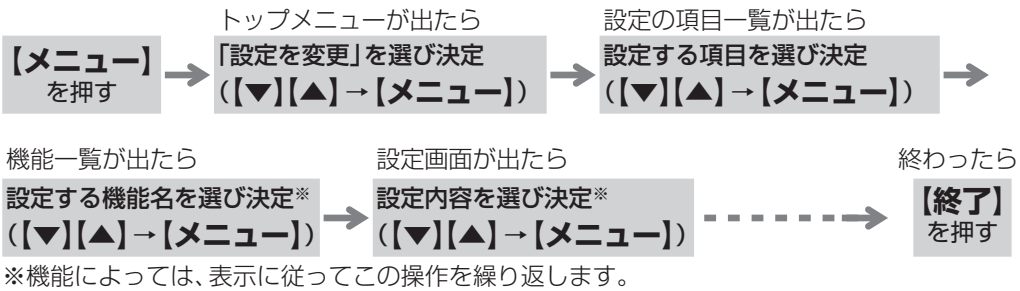 トップメニューが出たら
設定の項目一覧が出たら
【メニュー】
を押す
「設定を変更」を選び決定
(【▼】【▲】→【メニュー】)
設定する項目を選び決定
(【▼】【▲】→【メニュー】)
機能一覧が出たら
設定画面が出たら
終わったら
設定する機能名を選び決定※
(【▼】【▲】→【メニュー】)
設定内容を選び決定※
(【▼】【▲】→【メニュー】)
【終了】
を押す
※機能によっては、表示に従ってこの操作を繰り返します。